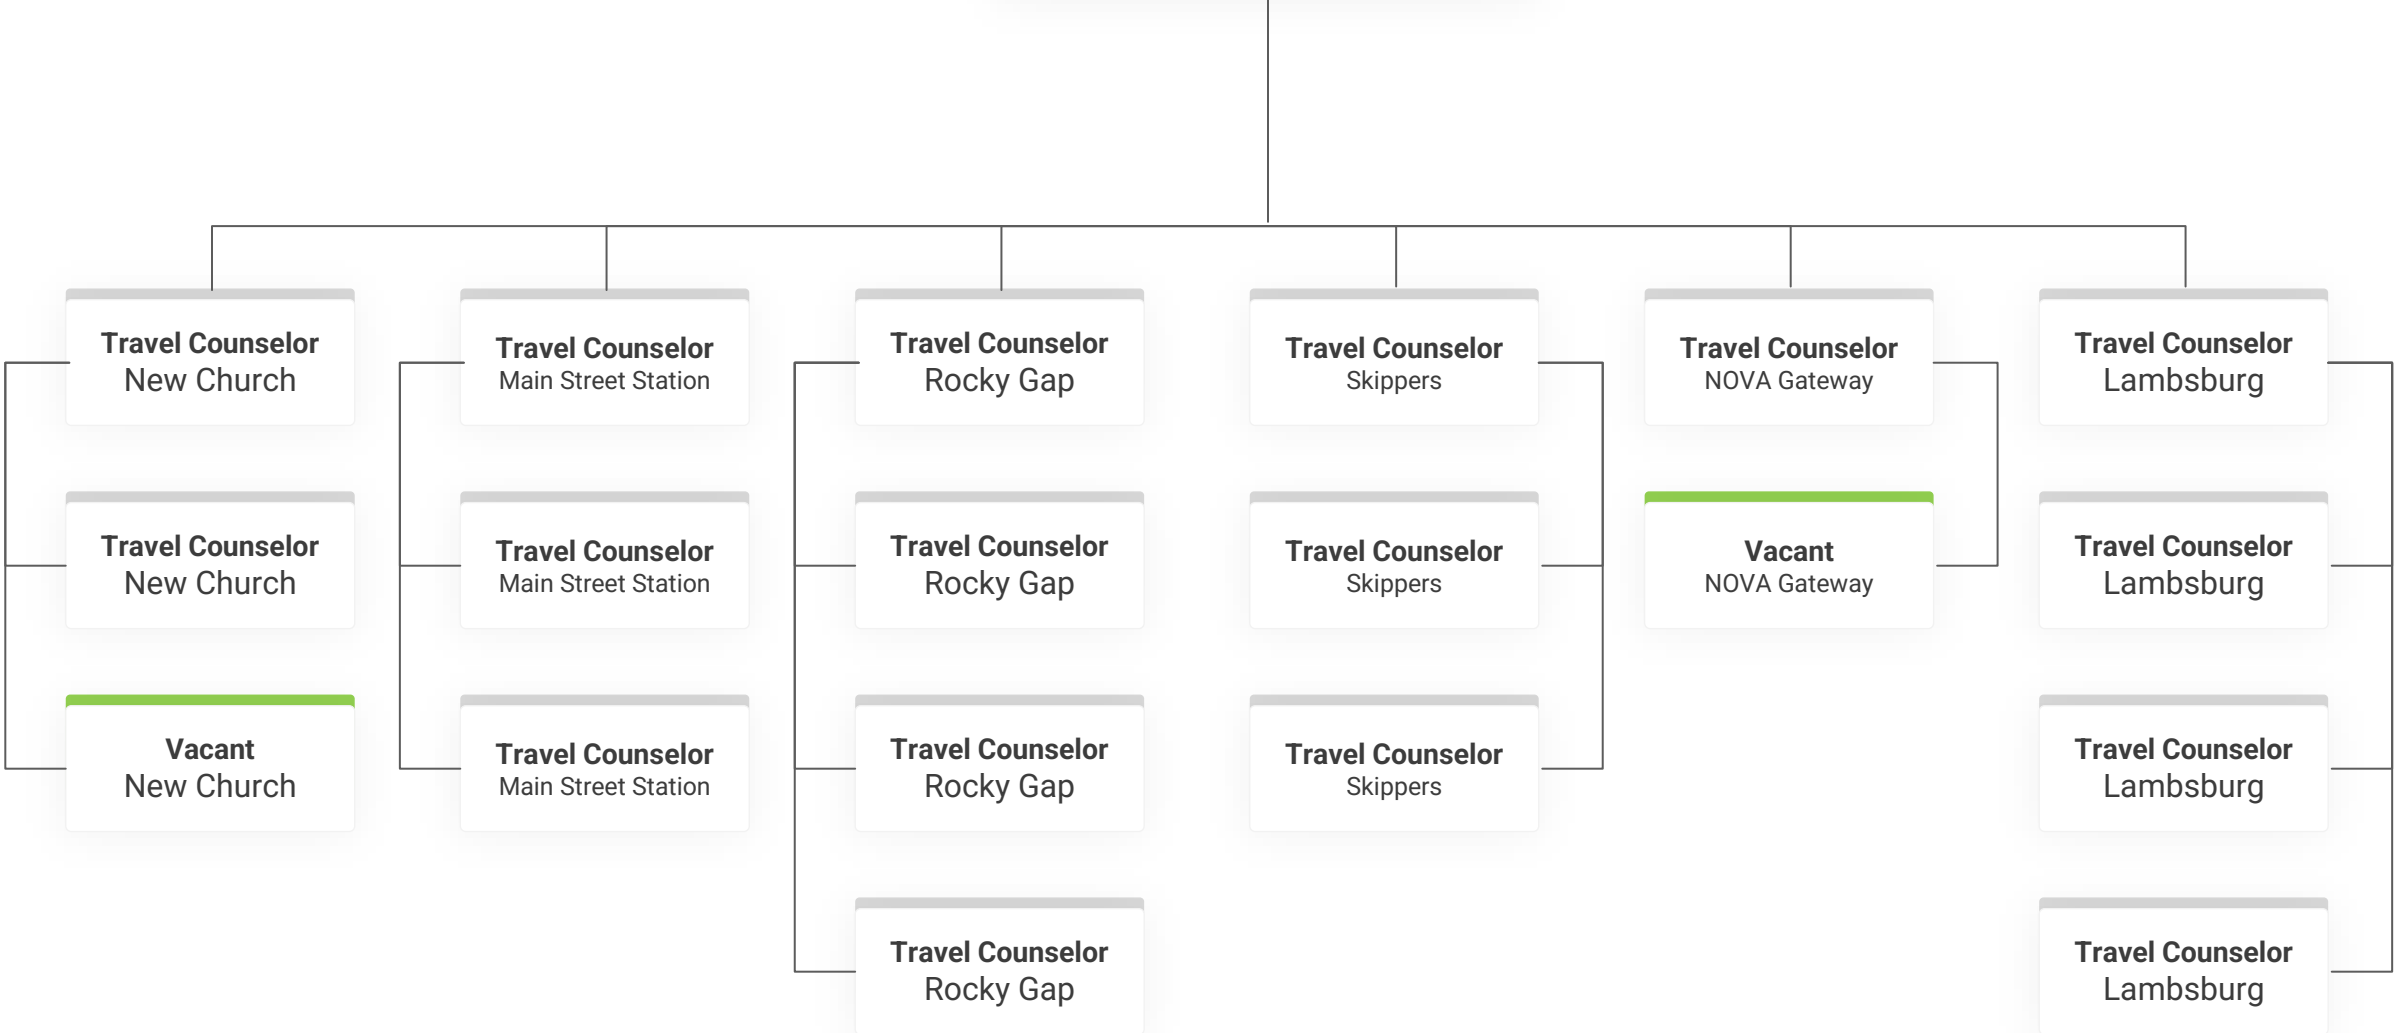 Travel Counselor
New Church
Travel Counselor
Main Street Station
Travel Counselor
Rocky Gap
Travel Counselor
Skippers
Travel Counselor
NOVA Gateway
Travel Counselor
Lambsburg
Travel Counselor
New Church
Travel Counselor
Main Street Station
Travel Counselor
Rocky Gap
Travel Counselor
Skippers
Vacant
NOVA Gateway
Travel Counselor
Lambsburg
Vacant
New Church
Travel Counselor
Main Street Station
Travel Counselor
Rocky Gap
Travel Counselor
Skippers
Travel Counselor
Lambsburg
Travel Counselor
Rocky Gap
Travel Counselor
Lambsburg